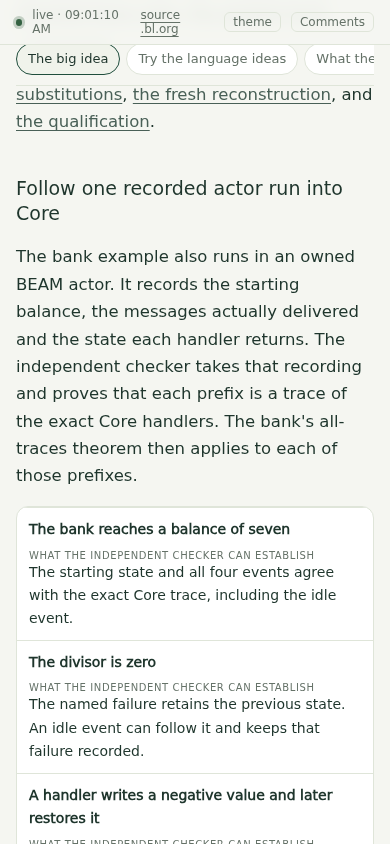 live · 09:01:10 AM
source .bl.org
theme
Comments
The big idea
Try the language ideas
What the
substitutions, the fresh reconstruction, and
the qualification.
Follow one recorded actor run into
Core
The bank example also runs in an owned
BEAM actor. It records the starting
balance, the messages actually delivered
and the state each handler returns. The
independent checker takes that recording
and proves that each prefix is a trace of
the exact Core handlers. The bank's all-
traces theorem then applies to each of
those prefixes.
The bank reaches a balance of seven
WHAT THE INDEPENDENT CHECKER CAN ESTABLISH
The starting state and all four events agree
with the exact Core trace, including the idle
event.
The divisor is zero
WHAT THE INDEPENDENT CHECKER CAN ESTABLISH
The named failure retains the previous state.
An idle event can follow it and keeps that
failure recorded.
A handler writes a negative value and later
restores it
WHAT THE INDEPENDENT CHECKER CAN ESTABLISH